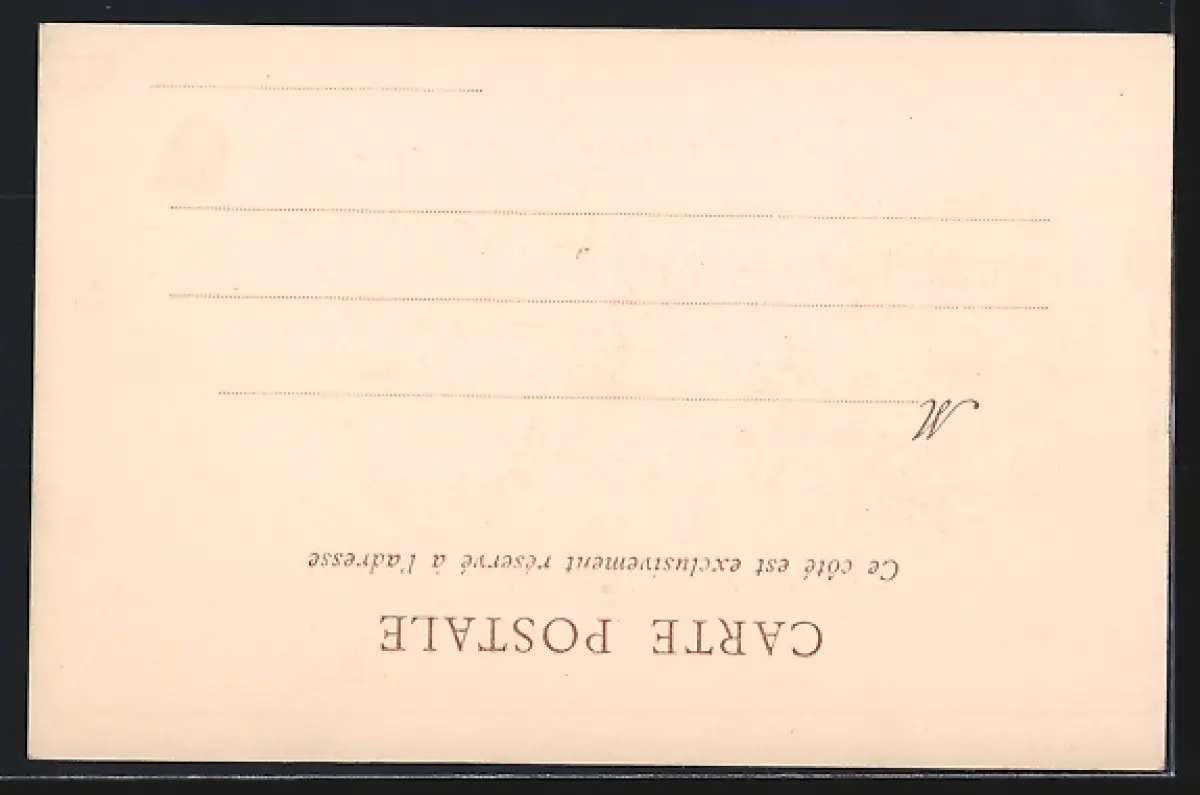 CARTE POSTALE
Ce côté est exclusivement réservé à l'adresse
M